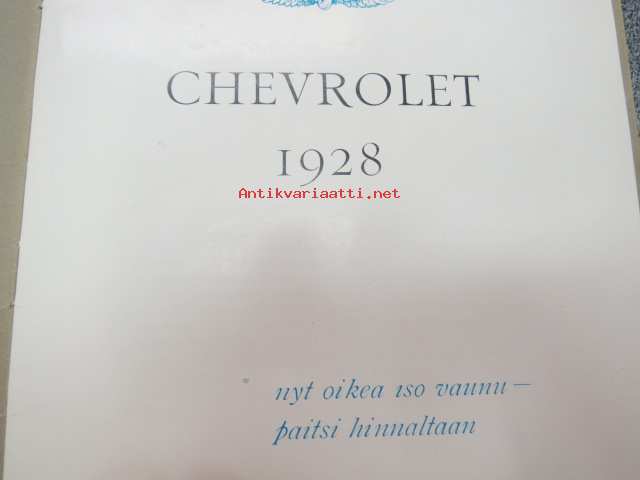 CHEVROLET
1928
Antikvariaatti.net
nyt oikea iso vaunu —
paitsi hinnaltaan